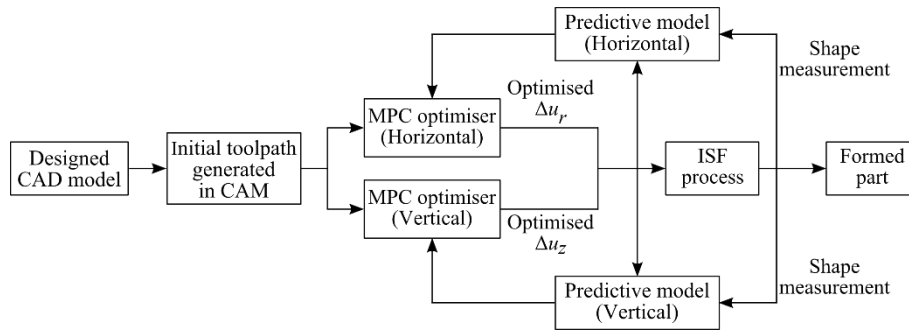 Predictive model
(Horizontal)
Shape
measurement
Optimised
Δu_r
MPC optimiser
(Horizontal)
Designed
CAD model
Initial toolpath
generated
in CAM
ISF
process
Formed
part
MPC optimiser
(Vertical)
Optimised
Δu_z
Shape
measurement
Predictive model
(Vertical)